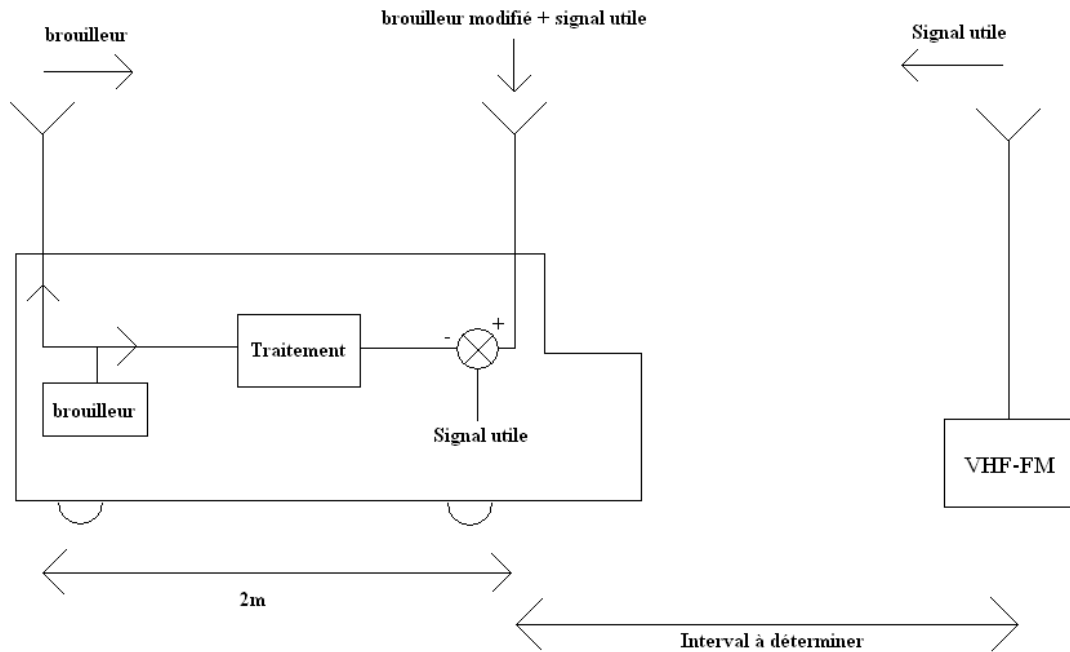 brouilleur
brouilleur modifié + signal utile
Signal utile
Traitement
-
+
brouilleur
Signal utile
VHF-FM
2m
Interval à déterminer